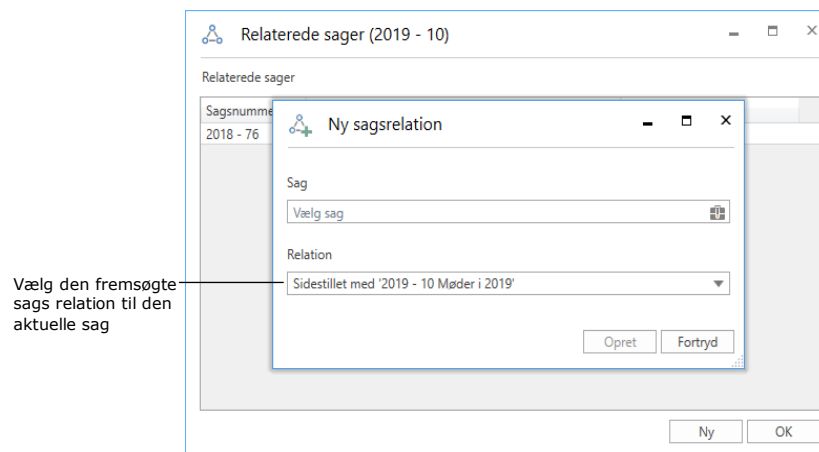 Relaterede sager (2019 - 10)
Relaterede sager
Sagsnumme
2018 - 76
Ny sagsrelation
Sag
Vælg sag
Relation
Sidestillet med '2019 - 10 Møder i 2019'
Opret Fortryd
Vælg den fremsøgte
sags relation til den
aktuelle sag
Ny OK